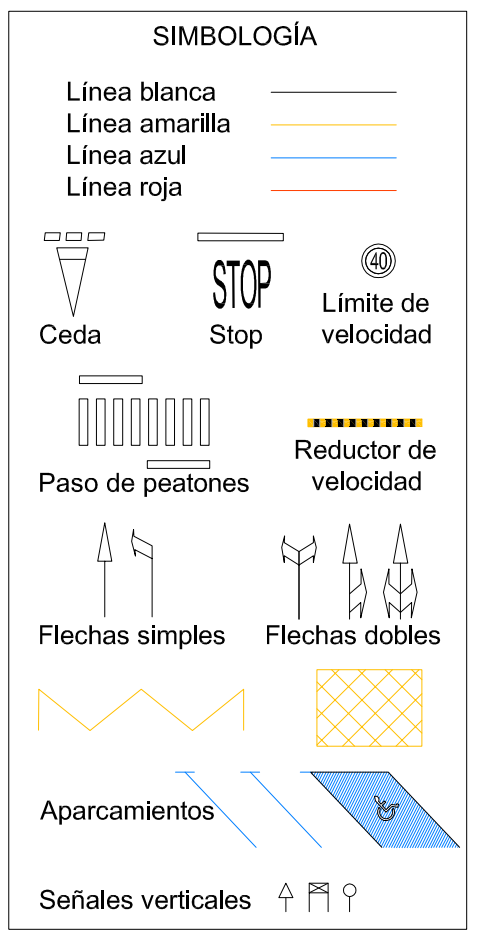 SIMBOLOGÍA
Línea blanca
Línea amarilla
Línea azul
Línea roja
STOP
40
Ceda
Stop
Límite de
velocidad
Paso de peatones
Reductor de
velocidad
Flechas simples
Flechas dobles
Aparcamientos
Señales verticales